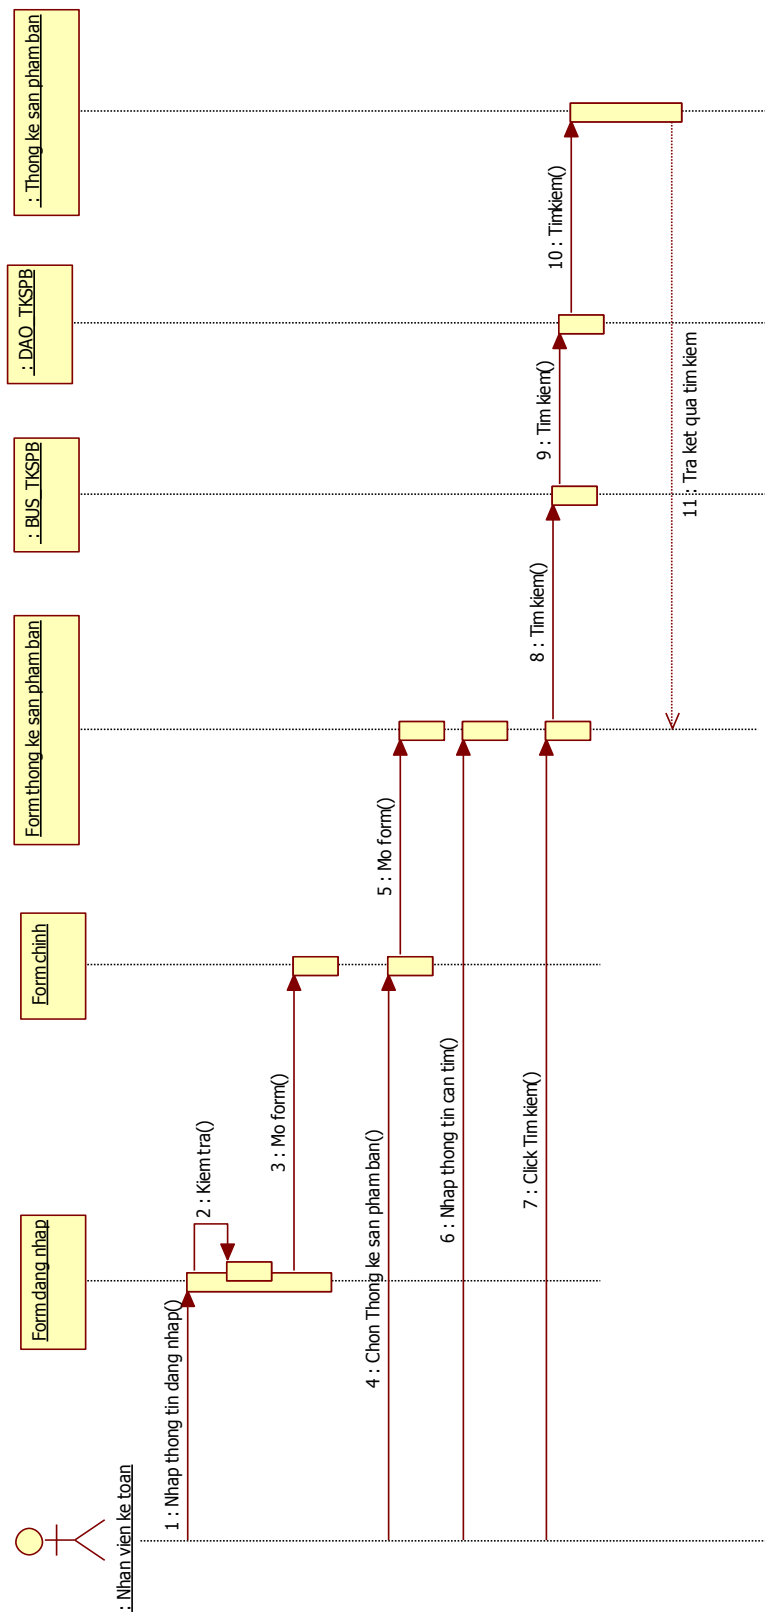 : Nhan vien ke toan
Form dang nhap
Form chinh
Form thong ke san pham ban
: BUS_TKSPB
: DAO_TKSPB
: Thong ke san pham ban
1 : Nhap thong tin dang nhap()
2 : Kiem tra()
3 : Mo form()
4 : Chon Thong ke san pham ban()
5 : Mo form()
6 : Nhap thong tin can tim()
7 : Click Tim kiem()
8 : Tim kiem()
9 : Tim kiem()
10 : Timkiem()
11 : Tra ket qua tim kiem